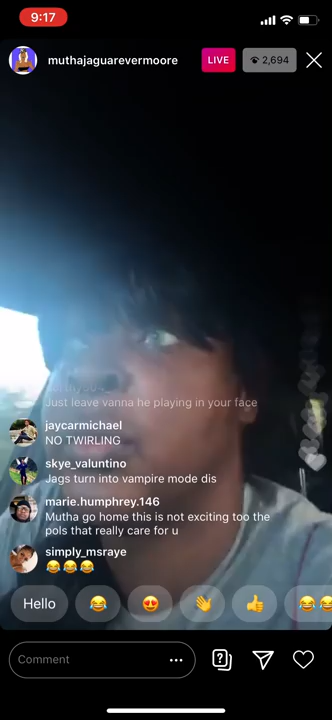 9:17
muthajaguarevermore
LIVE
2,694
Just leave vanna he playing in your face
jaycarmichael
NO TWIRLING
skye_valuntino
Jags turn into vampire mode dis
marie.humphrey.146
Mutha go home this is not exciting too the
pols that really care for u
simply_msraye
😂😂😂
Hello
Comment